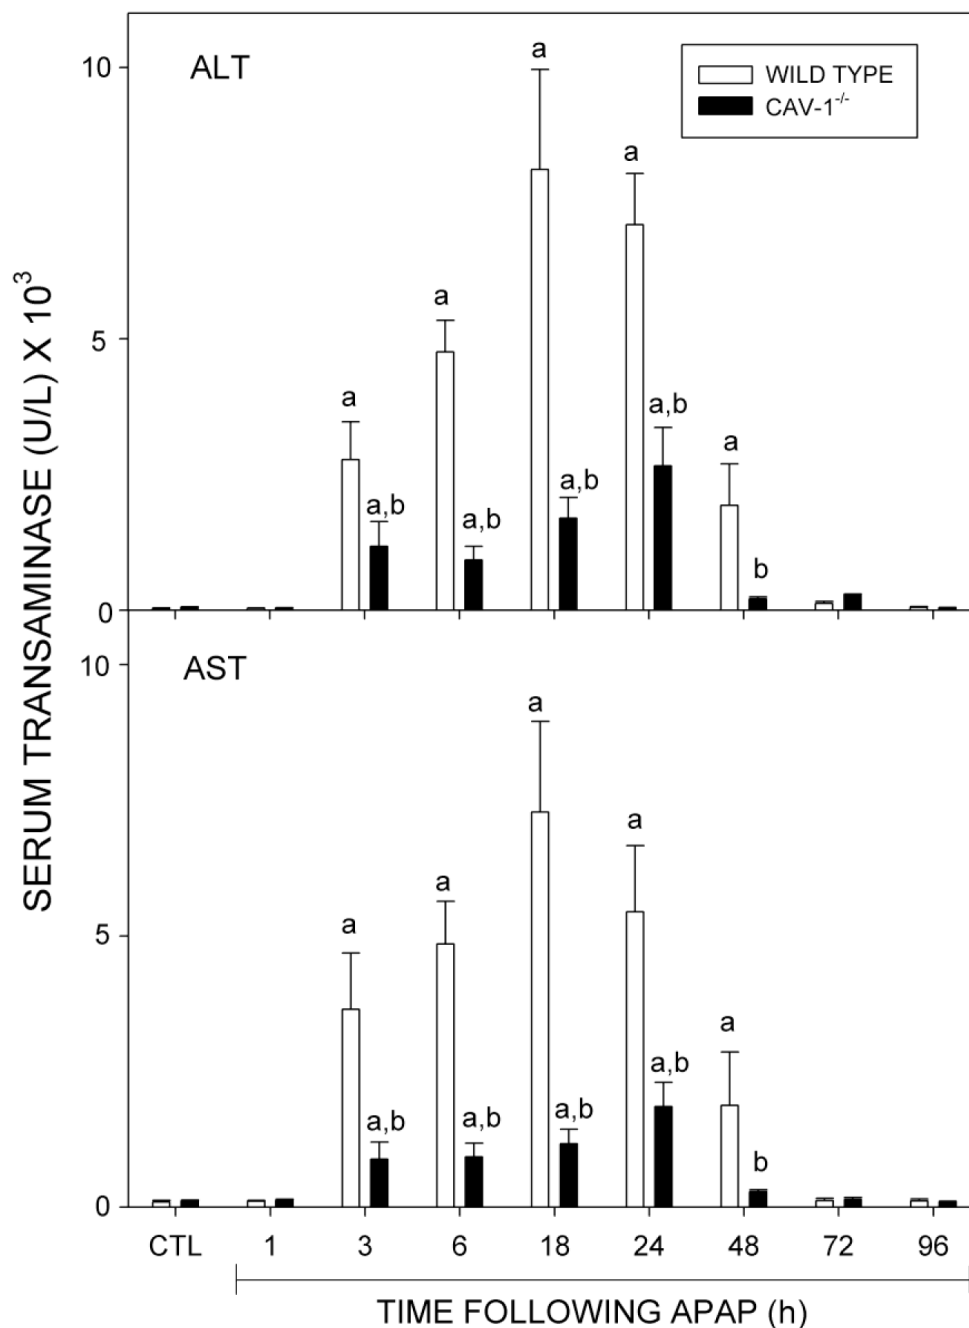 SERUM TRANSAMINASE (U/L) X 10³
ALT
WILD TYPE
CAV-1⁻/⁻
10
5
0
a
a
a
a,b
a
a,b
a,b
a
a,b
a
b
AST
10
5
0
a
a
a
a
a,b
a,b
a,b
a,b
a
b
CTL 1 3 6 18 24 48 72 96
TIME FOLLOWING APAP (h)